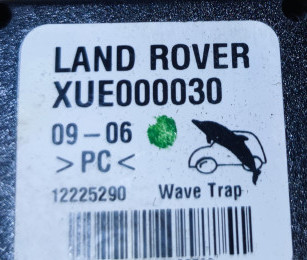 LAND ROVER
XUE000030
09-06
>PC<
12225290 Wave Trap